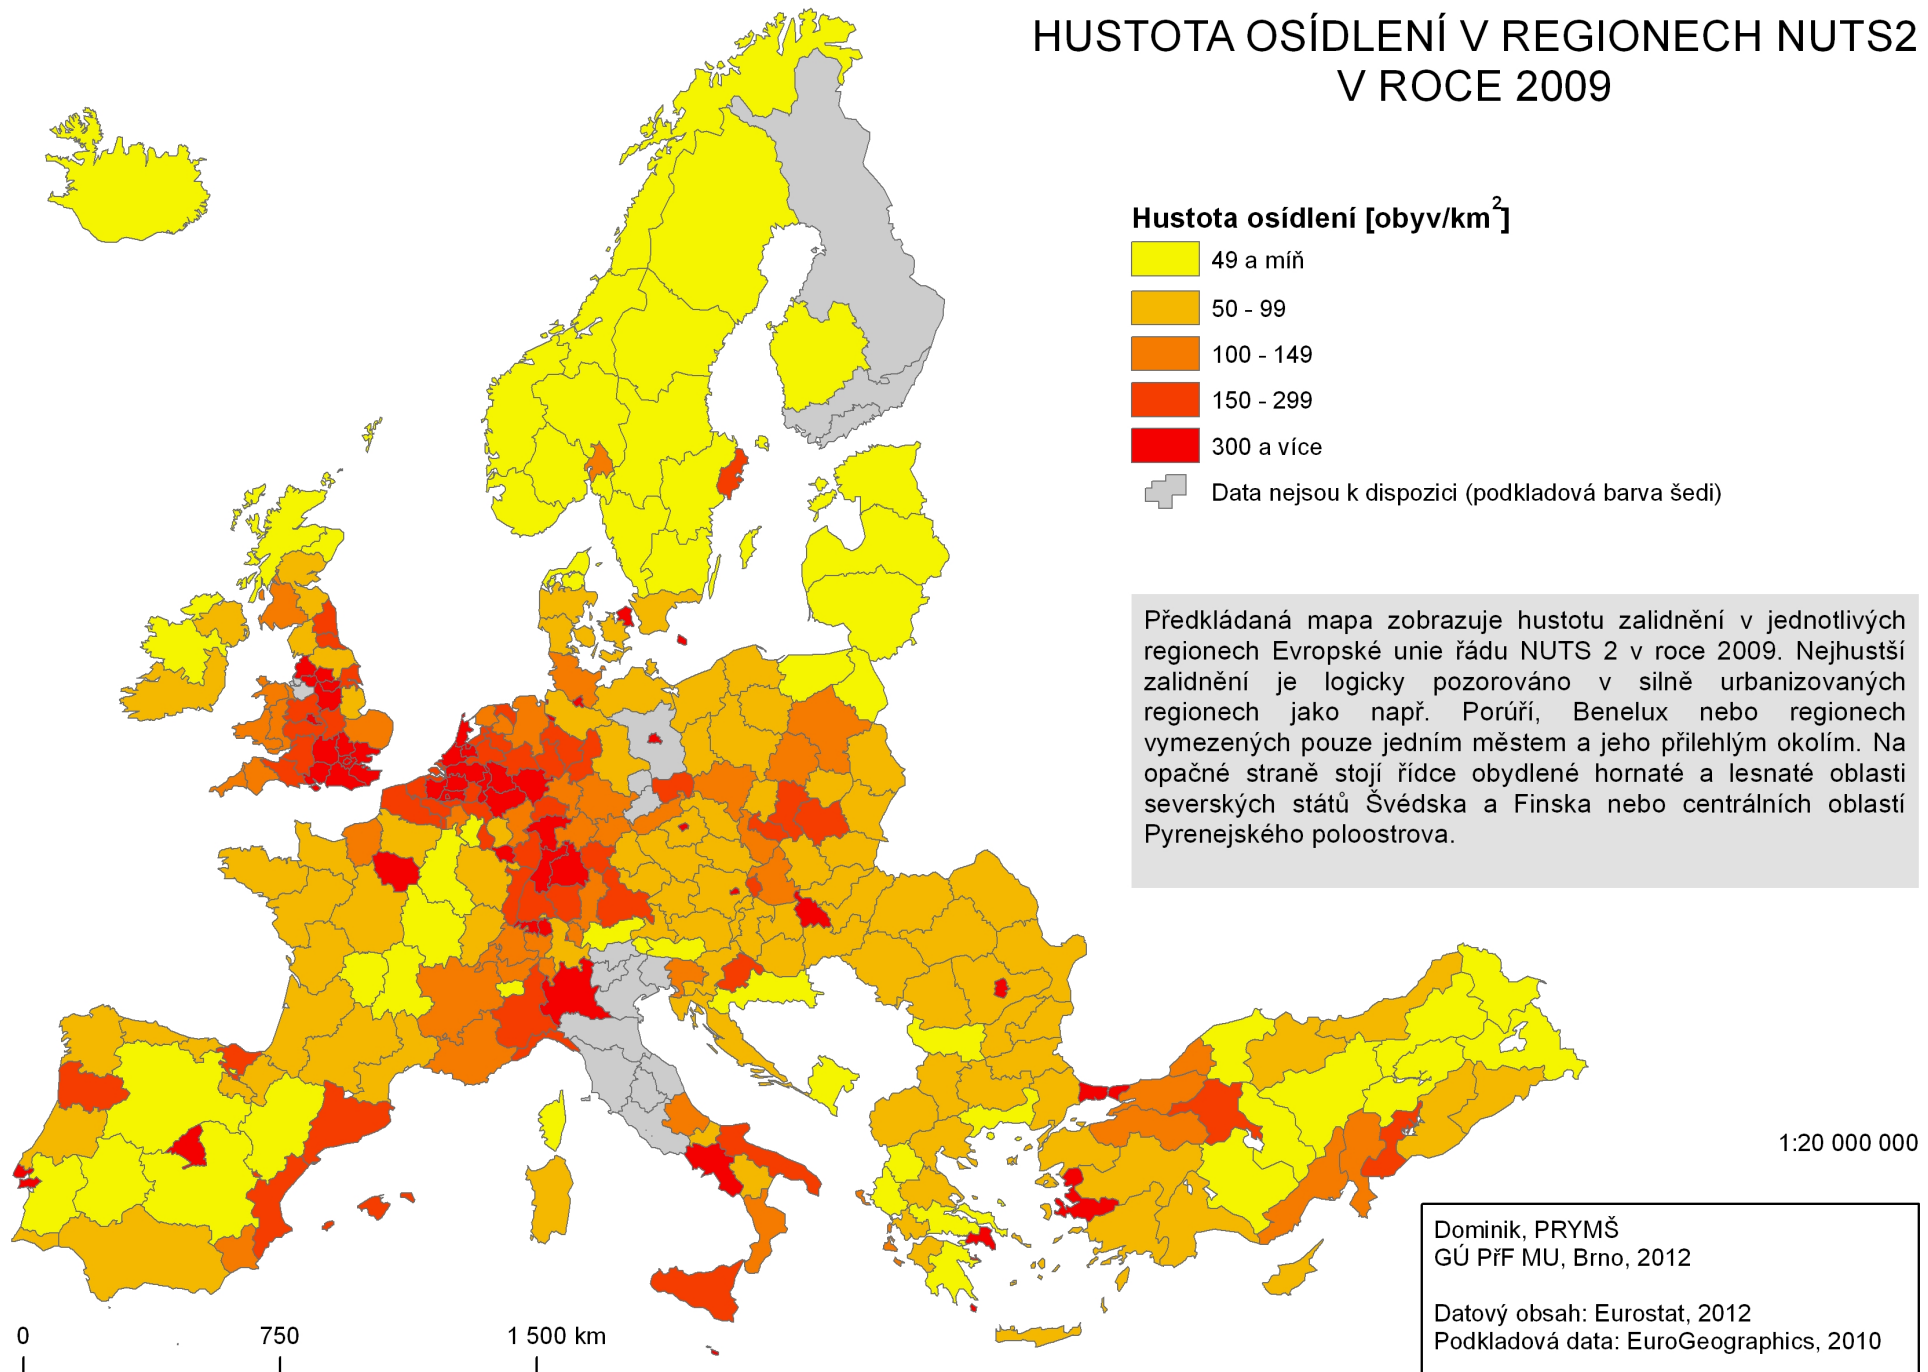 HUSTOTA OSÍDLENÍ V REGIONECH NUTS2
V ROCE 2009
Hustota osídlení [obyv/km²]
49 a míň
50 - 99
100 - 149
150 - 299
300 a více
Data nejsou k dispozici (podkladová barva šedi)
Předkládaná mapa zobrazuje hustotu zalidnění v jednotlivých
regionech Evropské unie řádu NUTS 2 v roce 2009. Nejhustší
zalidnění je logicky pozorováno v silně urbanizovaných
regionech jako např. Porúří, Benelux nebo regionech
vymezených pouze jedním městem a jeho přilehlým okolím. Na
opačné straně stojí řídce obydlené hornaté a lesnaté oblasti
severských států Švédska a Finska nebo centrálních oblastí
Pyrenejského poloostrova.
1:20 000 000
Dominik, PRYMŠ
GÚ PřF MU, Brno, 2012
Datový obsah: Eurostat, 2012
Podkladová data: EuroGeographics, 2010
0 750 1 500 km